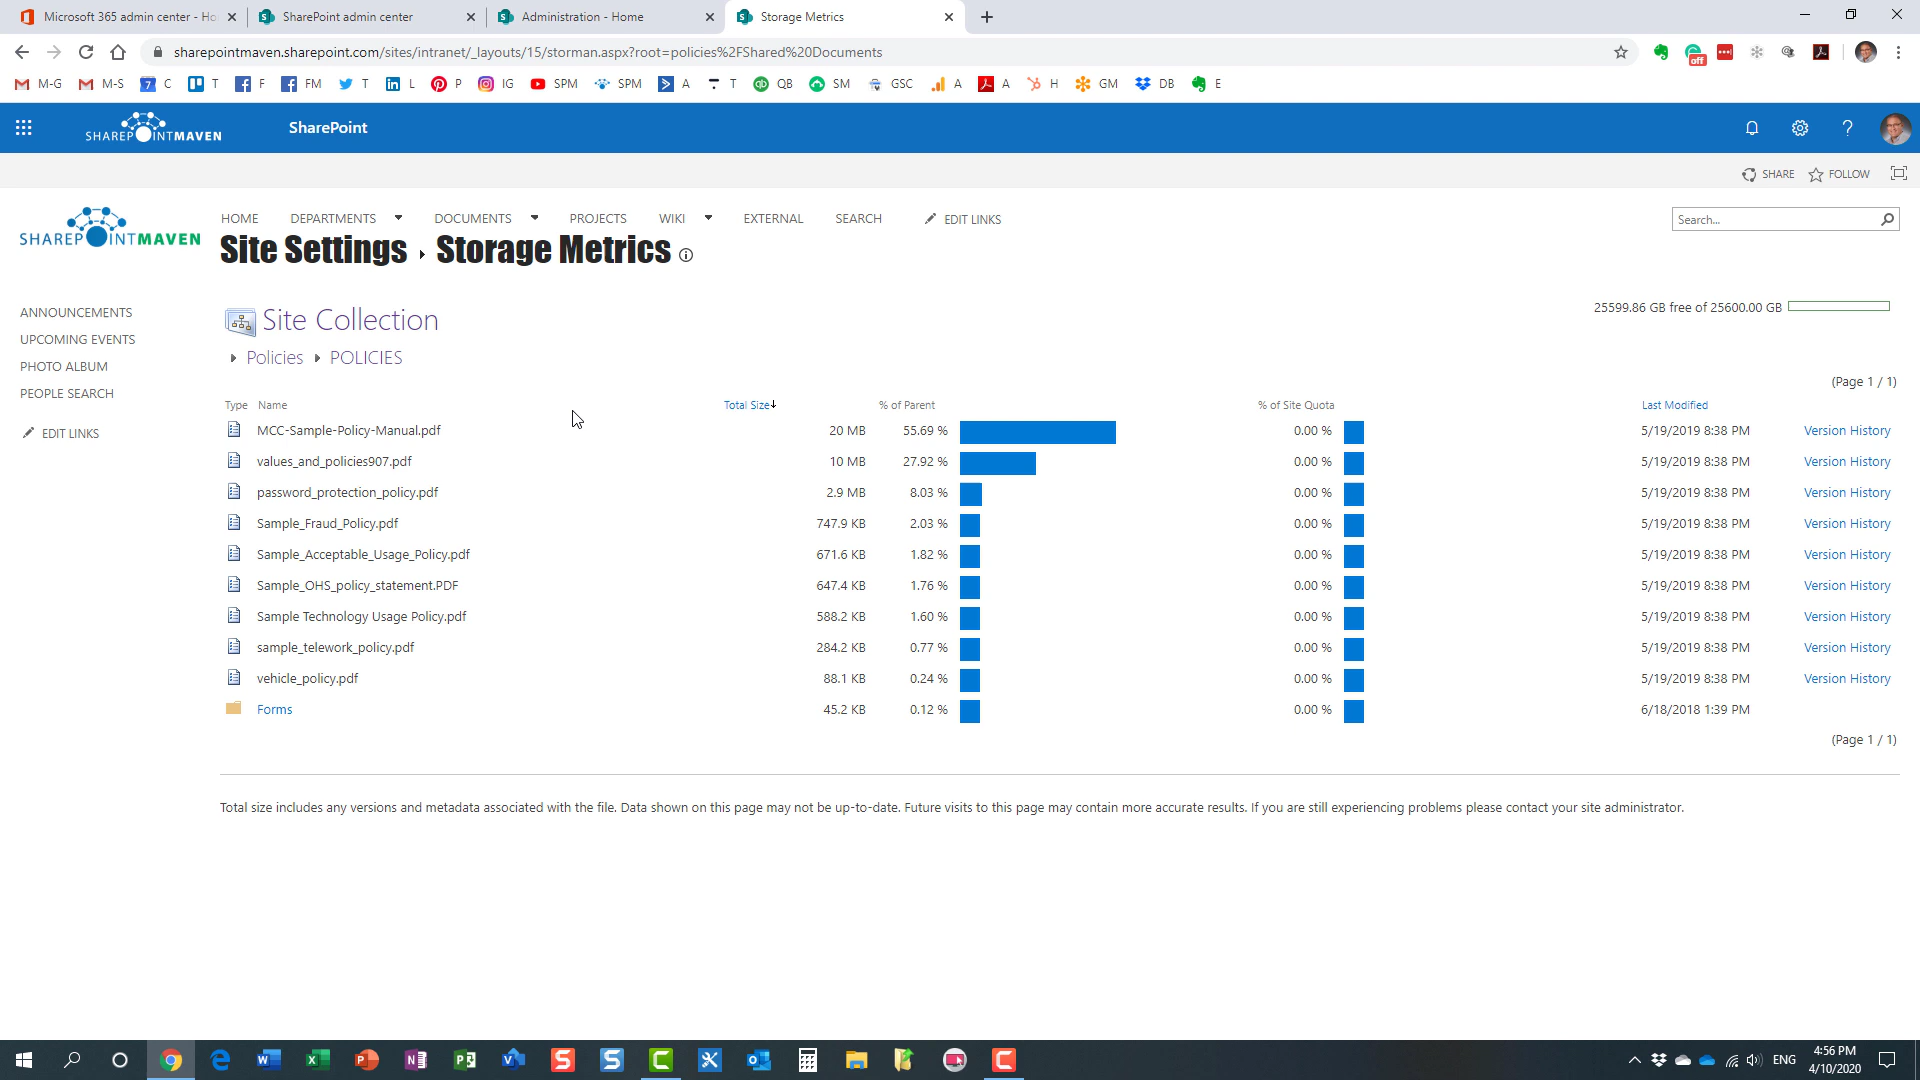 Microsoft 365 admin center - Ho
SharePoint admin center
Administration - Home
Storage Metrics
sharepointmaven.sharepoint.com/sites/intranet/_layouts/15/storman.aspx?root=policies%2FShared%20Documents
off
M-G M-S 7 C T F FM T L P IG SPM SPM A T QB SM GSC A A H GM DB E
SHAREPOINTMAVEN SharePoint
SHARE FOLLOW
SHAREPOINTMAVEN
HOME DEPARTMENTS DOCUMENTS PROJECTS WIKI EXTERNAL SEARCH EDIT LINKS
Search...
Site Settings Storage Metrics
ANNOUNCEMENTS
UPCOMING EVENTS
PHOTO ALBUM
PEOPLE SEARCH
EDIT LINKS
Site Collection
25599.86 GB free of 25600.00 GB
Policies POLICIES
(Page 1 / 1)
Type Name Total Size % of Parent % of Site Quota Last Modified
MCC-Sample-Policy-Manual.pdf 20 MB 55.69 % 0.00 % 5/19/2019 8:38 PM Version History
values_and_policies907.pdf 10 MB 27.92 % 0.00 % 5/19/2019 8:38 PM Version History
password_protection_policy.pdf 2.9 MB 8.03 % 0.00 % 5/19/2019 8:38 PM Version History
Sample_Fraud_Policy.pdf 747.9 KB 2.03 % 0.00 % 5/19/2019 8:38 PM Version History
Sample_Acceptable_Usage_Policy.pdf 671.6 KB 1.82 % 0.00 % 5/19/2019 8:38 PM Version History
Sample_OHS_policy_statement.PDF 647.4 KB 1.76 % 0.00 % 5/19/2019 8:38 PM Version History
Sample Technology Usage Policy.pdf 588.2 KB 1.60 % 0.00 % 5/19/2019 8:38 PM Version History
sample_telework_policy.pdf 284.2 KB 0.77 % 0.00 % 5/19/2019 8:38 PM Version History
vehicle_policy.pdf 88.1 KB 0.24 % 0.00 % 5/19/2019 8:38 PM Version History
Forms 45.2 KB 0.12 % 0.00 % 6/18/2018 1:39 PM
(Page 1 / 1)
Total size includes any versions and metadata associated with the file. Data shown on this page may not be up-to-date. Future visits to this page may contain more accurate results. If you are still experiencing problems please contact your site administrator.
ENG
4:56 PM
4/10/2020